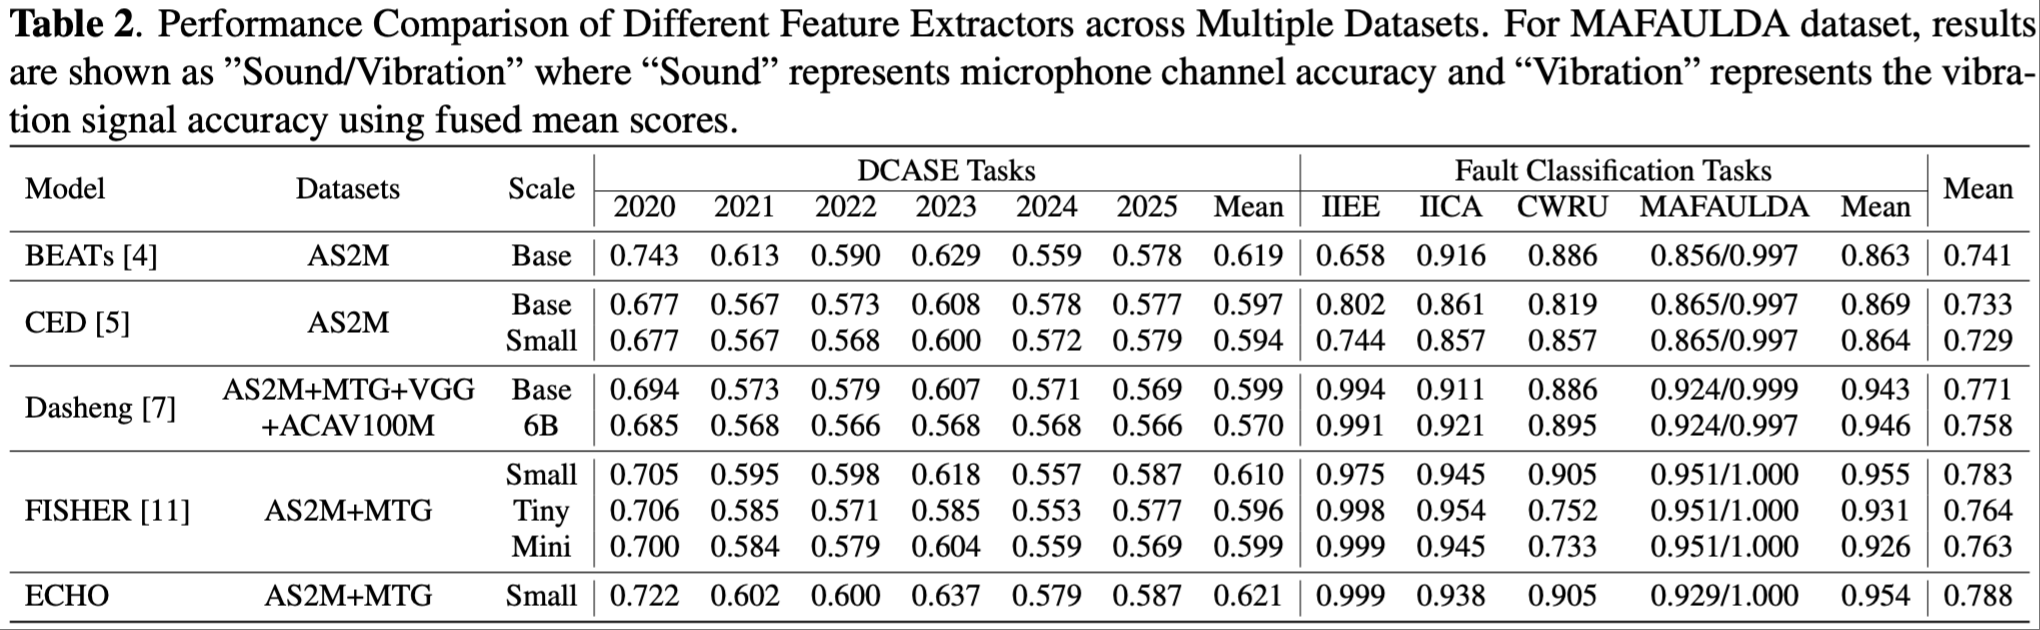 Table 2. Performance Comparison of Different Feature Extractors across Multiple Datasets. For MAFAULDA dataset, results
are shown as ”Sound/Vibration” where “Sound” represents microphone channel accuracy and “Vibration” represents the vibra-
tion signal accuracy using fused mean scores.
Model Datasets Scale DCASE Tasks Fault Classification Tasks Mean
2020 2021 2022 2023 2024 2025 Mean IIEE IICA CWRU MAFAULDA Mean
BEATs [4] AS2M Base 0.743 0.613 0.590 0.629 0.559 0.578 0.619 0.658 0.916 0.886 0.856/0.997 0.863 0.741
CED [5] AS2M Base 0.677 0.567 0.573 0.608 0.578 0.577 0.597 0.802 0.861 0.819 0.865/0.997 0.869 0.733
Small 0.677 0.567 0.568 0.600 0.572 0.579 0.594 0.744 0.857 0.857 0.865/0.997 0.864 0.729
Dasheng [7] AS2M+MTG+VGG Base 0.694 0.573 0.579 0.607 0.571 0.569 0.599 0.994 0.911 0.886 0.924/0.999 0.943 0.771
+ACAV100M 6B 0.685 0.568 0.566 0.568 0.568 0.566 0.570 0.991 0.921 0.895 0.924/0.997 0.946 0.758
Small 0.705 0.595 0.598 0.618 0.557 0.587 0.610 0.975 0.945 0.905 0.951/1.000 0.955 0.783
FISHER [11] AS2M+MTG Tiny 0.706 0.585 0.571 0.585 0.553 0.577 0.596 0.998 0.954 0.752 0.951/1.000 0.931 0.764
Mini 0.700 0.584 0.579 0.604 0.559 0.569 0.599 0.999 0.945 0.733 0.951/1.000 0.926 0.763
ECHO AS2M+MTG Small 0.722 0.602 0.600 0.637 0.579 0.587 0.621 0.999 0.938 0.905 0.929/1.000 0.954 0.788